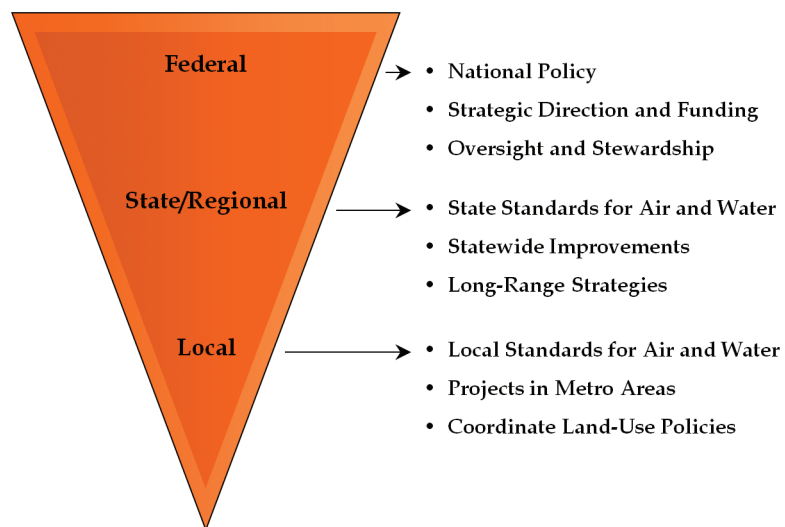 Federal
• National Policy
• Strategic Direction and Funding
• Oversight and Stewardship
State/Regional
• State Standards for Air and Water
• Statewide Improvements
• Long-Range Strategies
Local
• Local Standards for Air and Water
• Projects in Metro Areas
• Coordinate Land-Use Policies